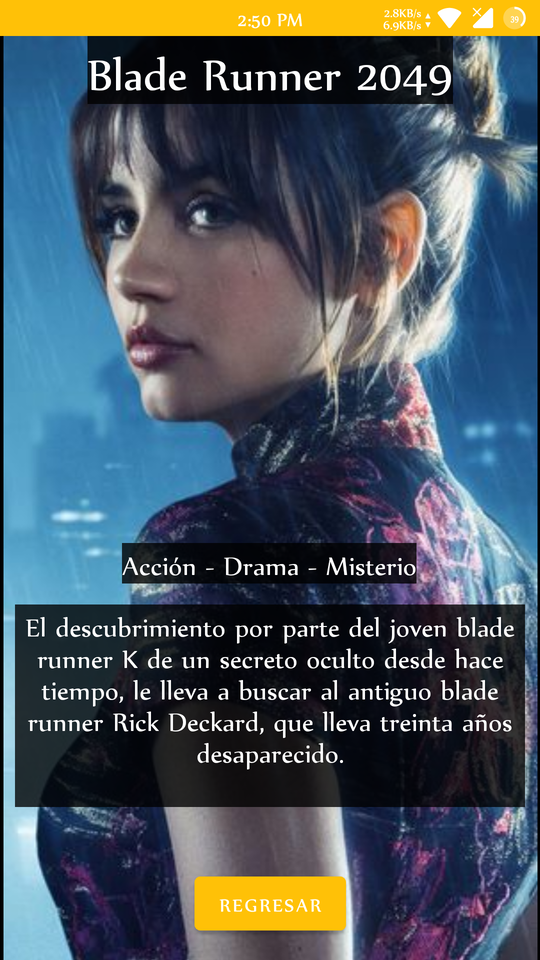 2:50 PM
2.8KB/s
6.9KB/s
39
Blade Runner 2049
Acción - Drama - Misterio
El descubrimiento por parte del joven blade
runner K de un secreto oculto desde hace
tiempo, le lleva a buscar al antiguo blade
runner Rick Deckard, que lleva treinta años
desaparecido.
REGRESAR